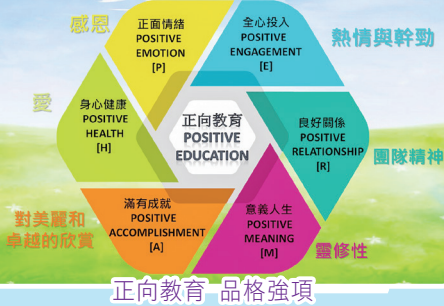 感恩
正面情緒
POSITIVE
EMOTION
[P]
全心投入
POSITIVE
ENGAGEMENT
[E]
熱情與幹勁
愛
身心健康
POSITIVE
HEALTH
[H]
正向教育
POSITIVE
EDUCATION
良好關係
POSITIVE
RELATIONSHIP
[R]
團隊精神
對美麗和
卓越的欣賞
滿有成就
POSITIVE
ACCOMPLISHMENT
[A]
意義人生
POSITIVE
MEANING
[M]
靈修性
正向教育 品格強項